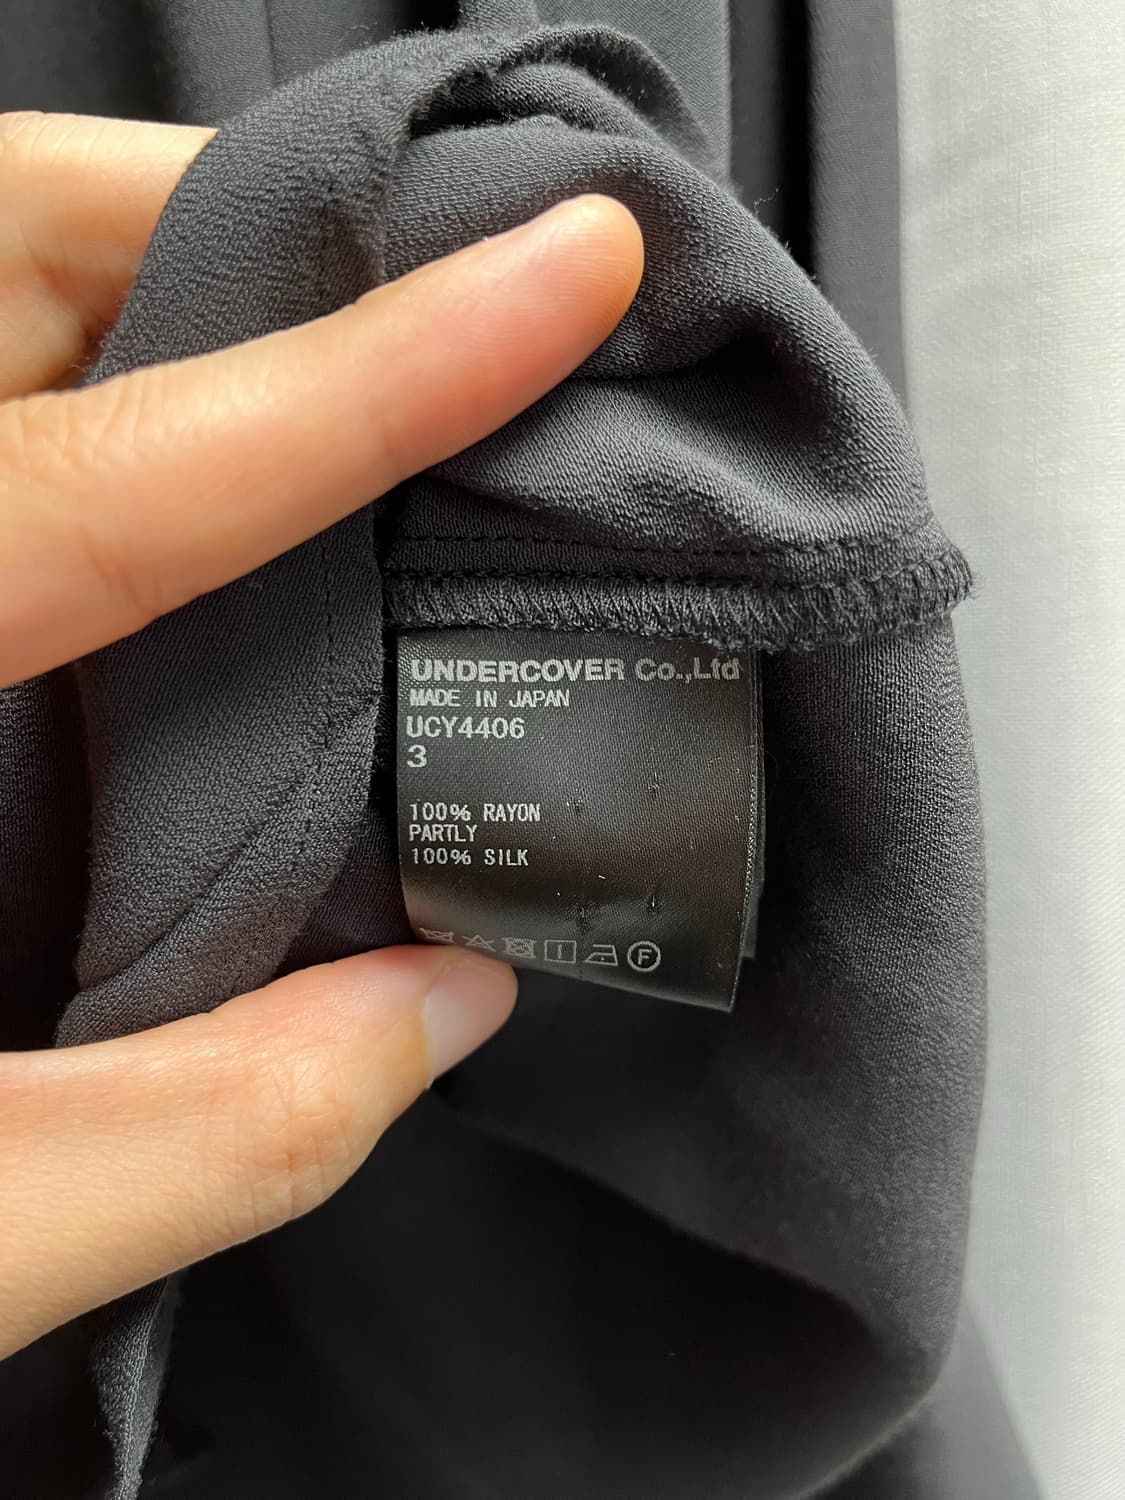 UNDERCOVER Co.,Ltd
MADE IN JAPAN
UCY4406
3
100% RAYON
PARTLY
100% SILK
F